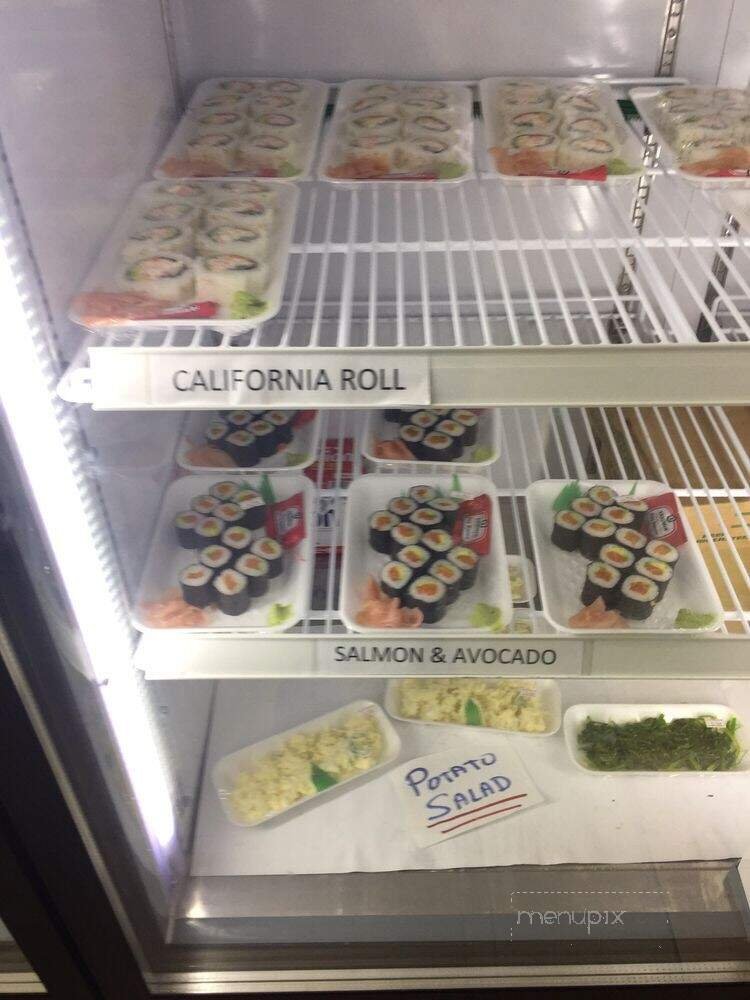 CALIFORNIA ROLL
SALMON & AVOCADO
POTATO
SALAD
menupix